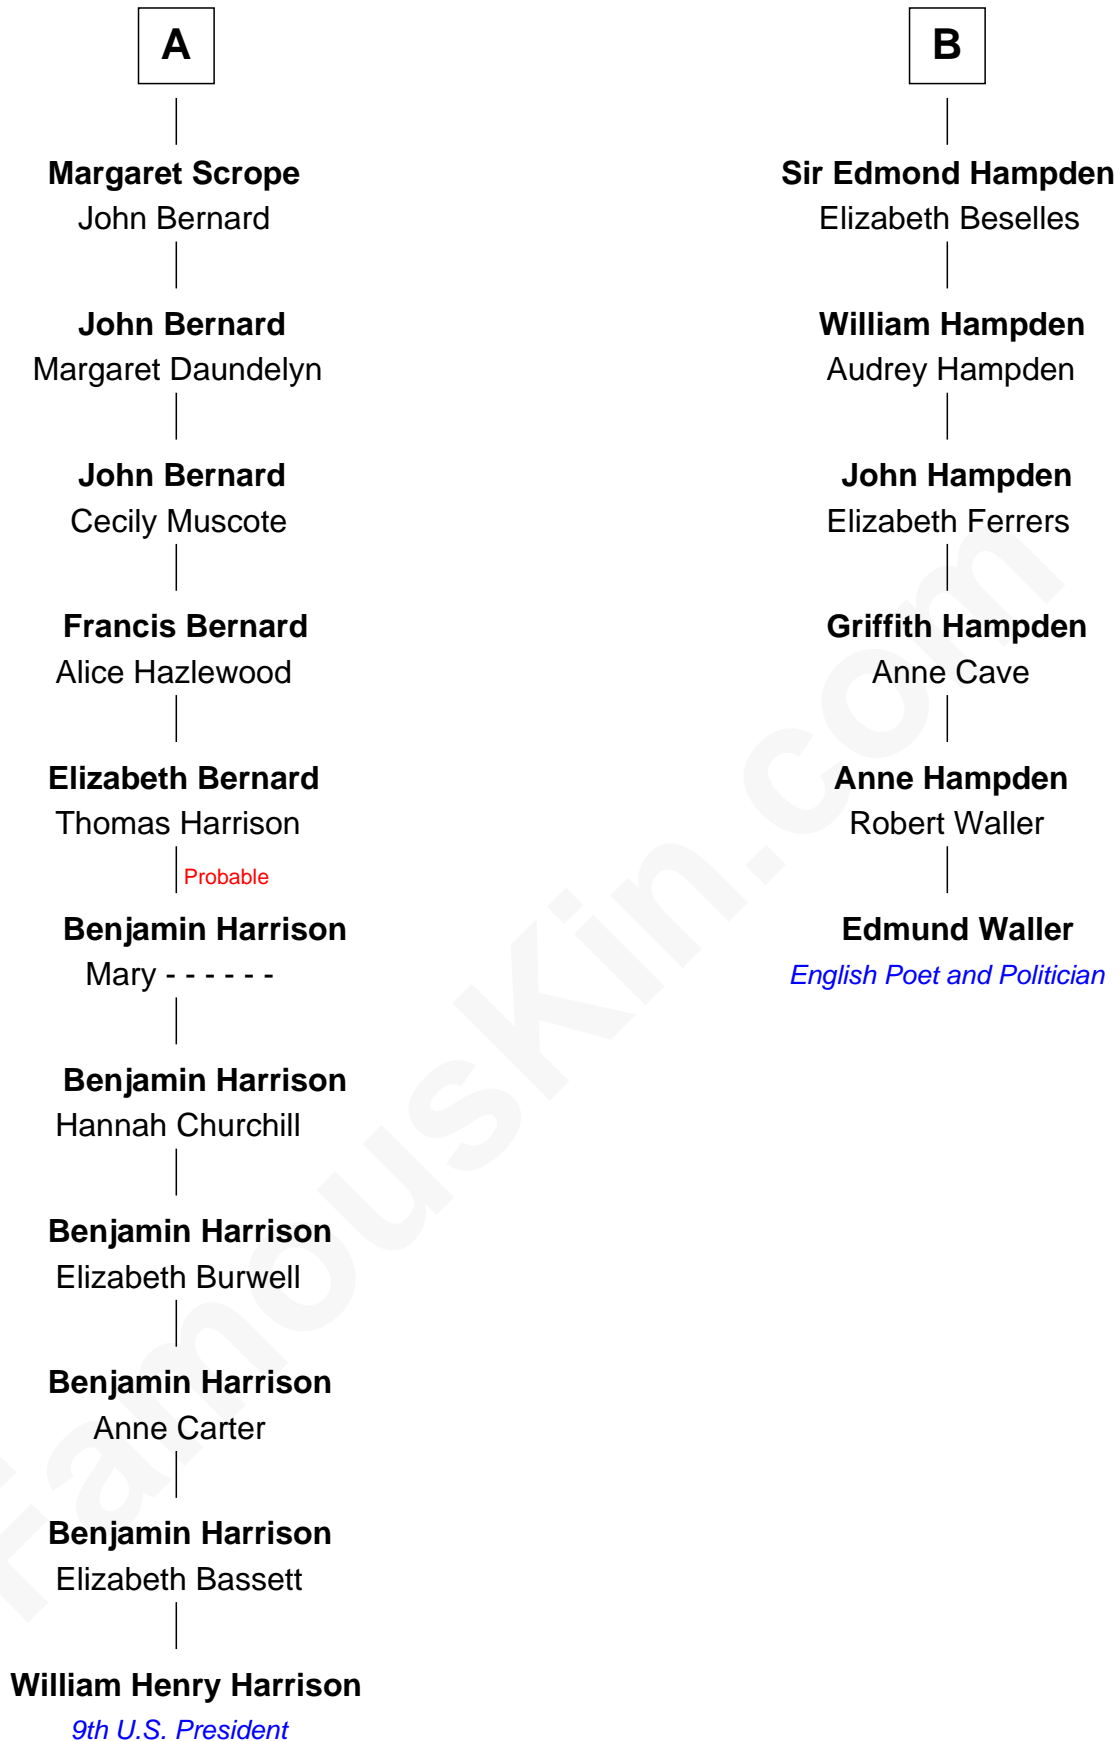 A
Margaret Scrope
John Bernard
John Bernard
Margaret Daundelyn
John Bernard
Cecily Muscote
Francis Bernard
Alice Hazlewood
Elizabeth Bernard
Thomas Harrison
Probable
Benjamin Harrison
Mary - - - - - -
Benjamin Harrison
Hannah Churchill
Benjamin Harrison
Elizabeth Burwell
Benjamin Harrison
Anne Carter
Benjamin Harrison
Elizabeth Bassett
William Henry Harrison
9th U.S. President
B
Sir Edmond Hampden
Elizabeth Beselles
William Hampden
Audrey Hampden
John Hampden
Elizabeth Ferrers
Griffith Hampden
Anne Cave
Anne Hampden
Robert Waller
Edmund Waller
English Poet and Politician
FamousKin.com